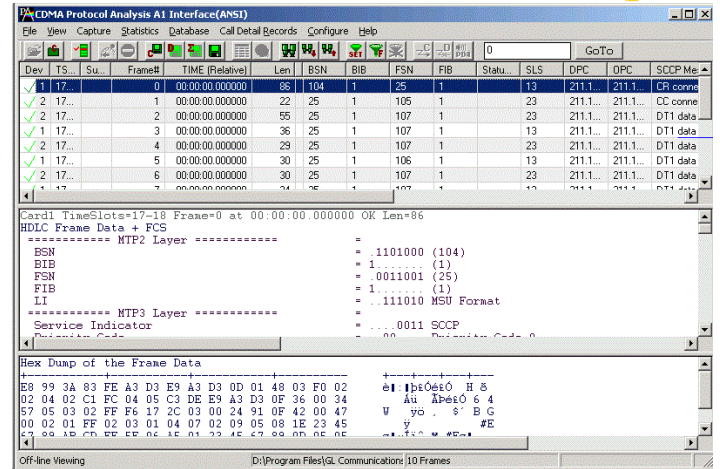 CDMA Protocol Analysis A1 Interface(ANSI)
File View Capture Statistics Database Call Detail Records Configure Help
0 GoTo
Dev TS... Su... Frame# TIME (Relative) Len BSN BIB FSN FIB Statu... SLS DPC OPC SCCP Me
1 17... 0 00:00:00.000000 86 104 1 25 1 13 211.1... 211.1... CR conne
2 17... 1 00:00:00.000000 22 25 1 105 1 23 211.1... 211.1... CC conne
2 17... 2 00:00:00.000000 55 25 1 107 1 23 211.1... 211.1... DT1 data
1 17... 3 00:00:00.000000 36 25 1 107 1 13 211.1... 211.1... DT1 data
2 17... 4 00:00:00.000000 29 25 1 107 1 23 211.1... 211.1... DT1 data
1 17... 5 00:00:00.000000 30 25 1 106 1 13 211.1... 211.1... DT1 data
2 17... 6 00:00:00.000000 30 25 1 107 1 23 211.1... 211.1... DT1 data
Card1 TimeSlots=17-18 Frame=0 at 00:00:00.000000 OK Len=86
HDLC Frame Data + FCS
============ MTP2 Layer ============ =
BSN = .1101000 (104)
BIB = 1....... (1)
FSN = .0011001 (25)
FIB = 1....... (1)
LI = ..111010 MSU Format
============ MTP3 Layer ============ =
Service Indicator = ....0011 SCCP
Hex Dump of the Frame Data
E8 99 3A 83 FE A3 D3 E9 A3 D3 0D 01 48 03 F0 02
02 04 02 C1 FC 04 05 C3 DE E9 A3 D3 0F 36 00 34
57 05 03 02 FF F6 17 2C 03 00 24 91 0F 42 00 47
00 02 01 FF 02 03 01 04 07 02 09 05 08 1E 23 45
Off-line Viewing D:\Program Files\GL Communications 10 Frames